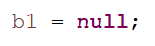 b1 = null;